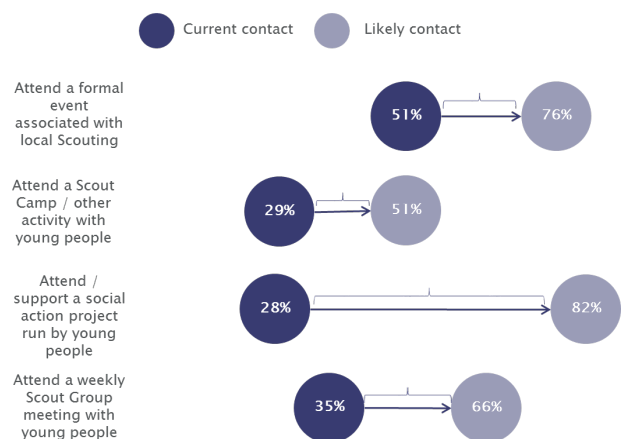 Current contact
Likely contact
Attend a formal
event
associated with
local Scouting
51%
76%
Attend a Scout
Camp / other
activity with
young people
29%
51%
Attend /
support a social
action project
run by young
people
28%
82%
Attend a weekly
Scout Group
meeting with
young people
35%
66%